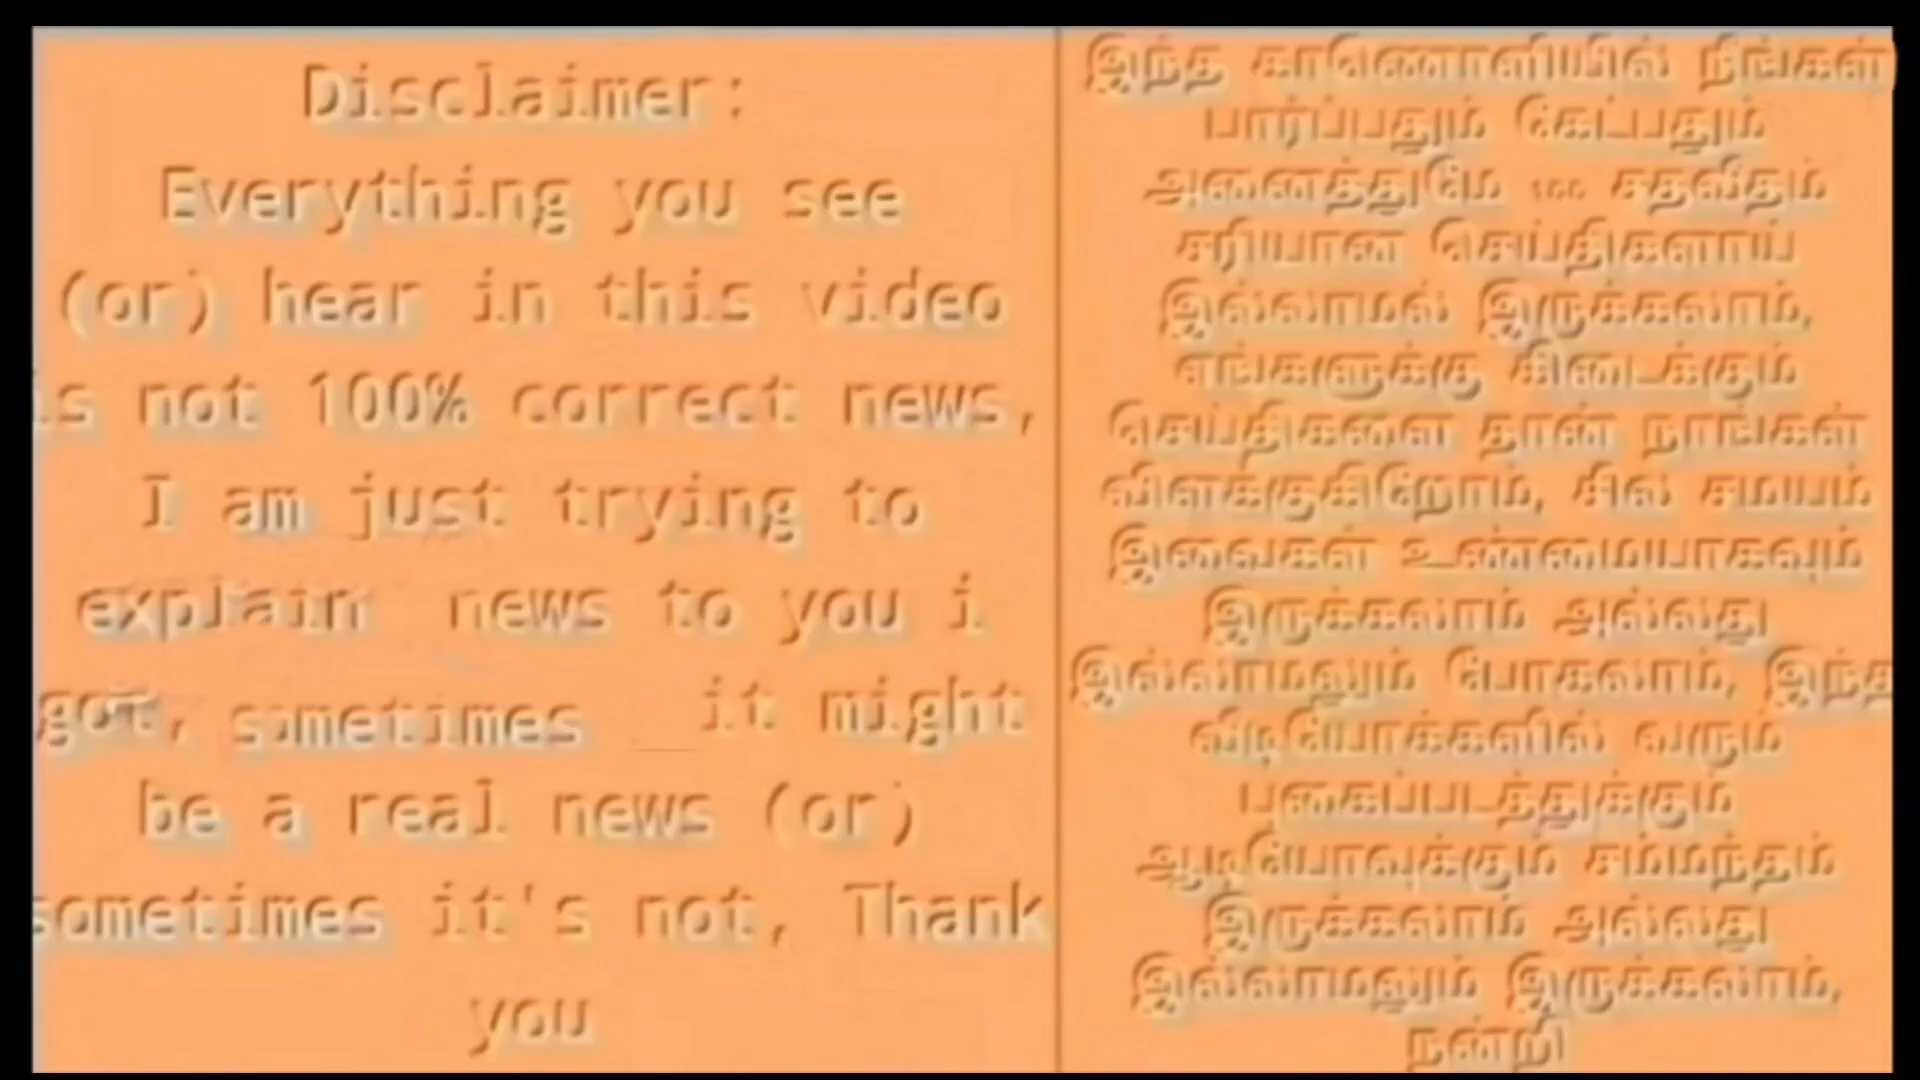 Disclaimer:
Everything you see
(or) hear in this video
is not 100% correct news,
I am just trying to
explain news to you i
got, sometimes it might
be a real news (or)
sometimes it's not, Thank
you
இந்த காணொளியில் நீங்கள்
பார்ப்பதும் கேட்பதும்
அனைத்துமே 100 சதவீதம்
சரியான செய்திகளாய்
இல்லாமல் இருக்கலாம்,
எங்களுக்கு கிடைக்கும்
செய்திகளை தான் நாங்கள்
விளக்குகிறோம், சில சமயம்
இவைகள் உண்மையாகவும்
இருக்கலாம் அல்லது
இல்லாமலும் போகலாம், இந்த
வீடியோக்களில் வரும்
புகைப்படத்துக்கும்
ஆடியோவுக்கும் சம்மந்தம்
இருக்கலாம் அல்லது
இல்லாமலும் இருக்கலாம்,
நன்றி